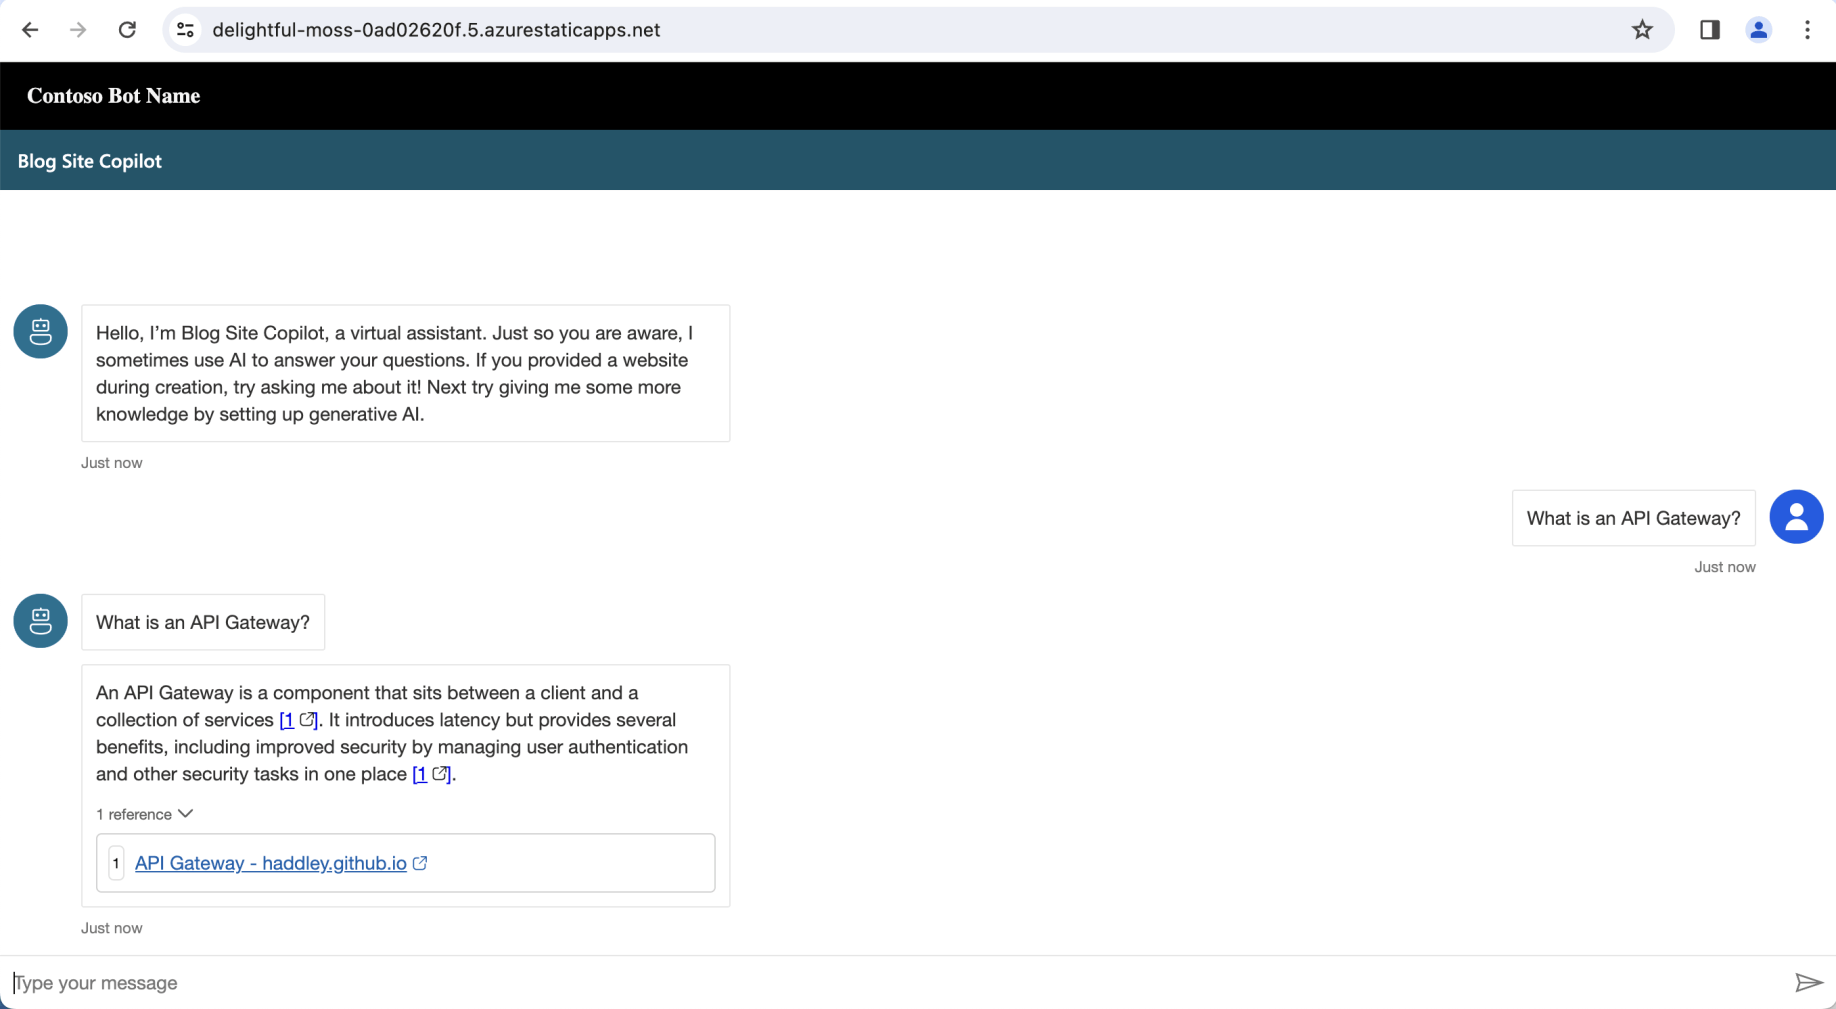 delightful-moss-0ad02620f.5.azurestaticapps.net
Contoso Bot Name
Blog Site Copilot
Hello, I’m Blog Site Copilot, a virtual assistant. Just so you are aware, I
sometimes use AI to answer your questions. If you provided a website
during creation, try asking me about it! Next try giving me some more
knowledge by setting up generative AI.
Just now
What is an API Gateway?
Just now
What is an API Gateway?
An API Gateway is a component that sits between a client and a
collection of services [1]. It introduces latency but provides several
benefits, including improved security by managing user authentication
and other security tasks in one place [1].
1 reference
1 API Gateway - haddley.github.io
Just now
Type your message